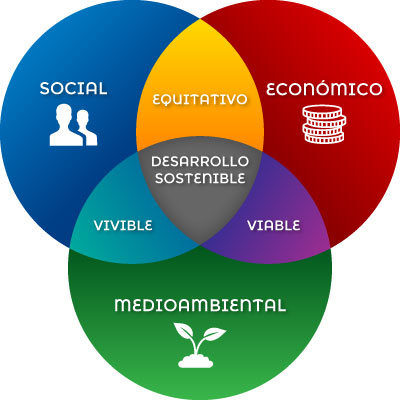 SOCIAL
EQUITATIVO
ECONÓMICO
DESARROLLO
SOSTENIBLE
VIVIBLE
VIABLE
MEDIOAMBIENTAL